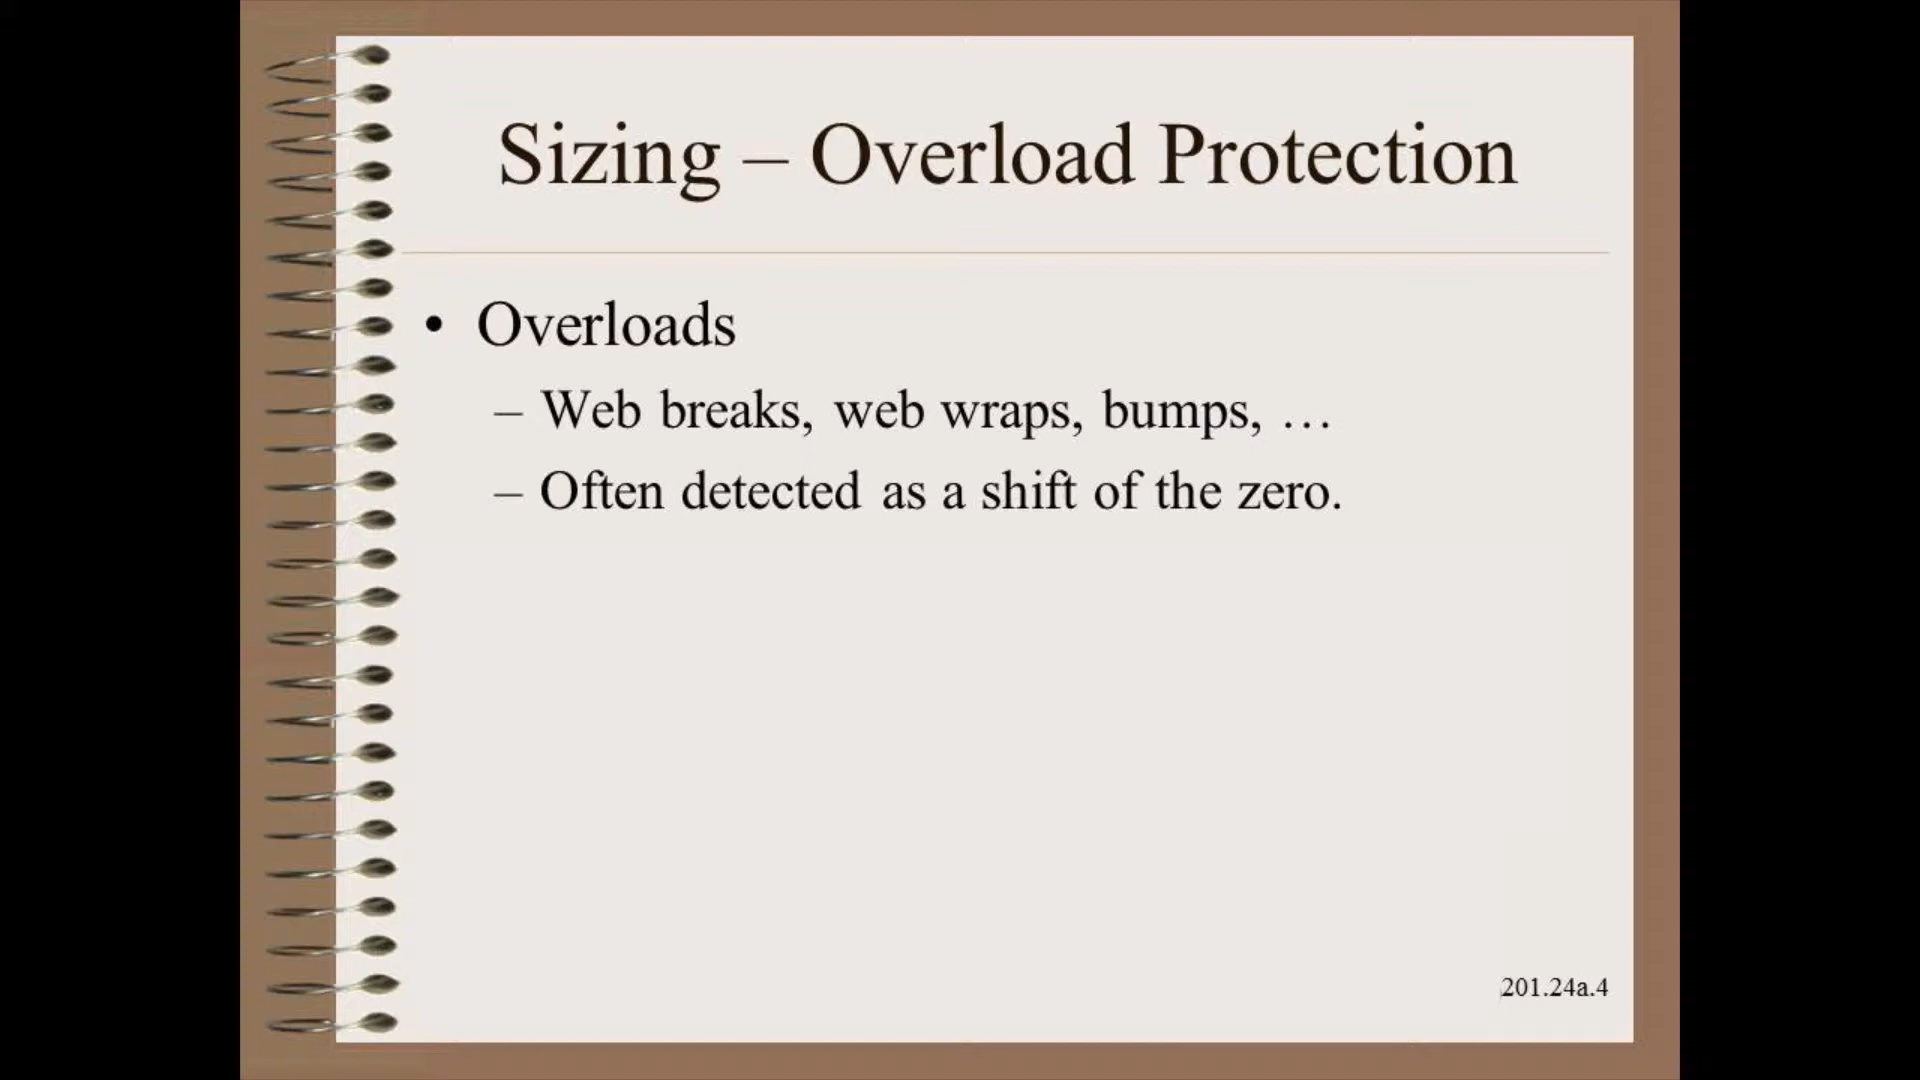 Sizing – Overload Protection
• Overloads
– Web breaks, web wraps, bumps, …
– Often detected as a shift of the zero.
201.24a.4